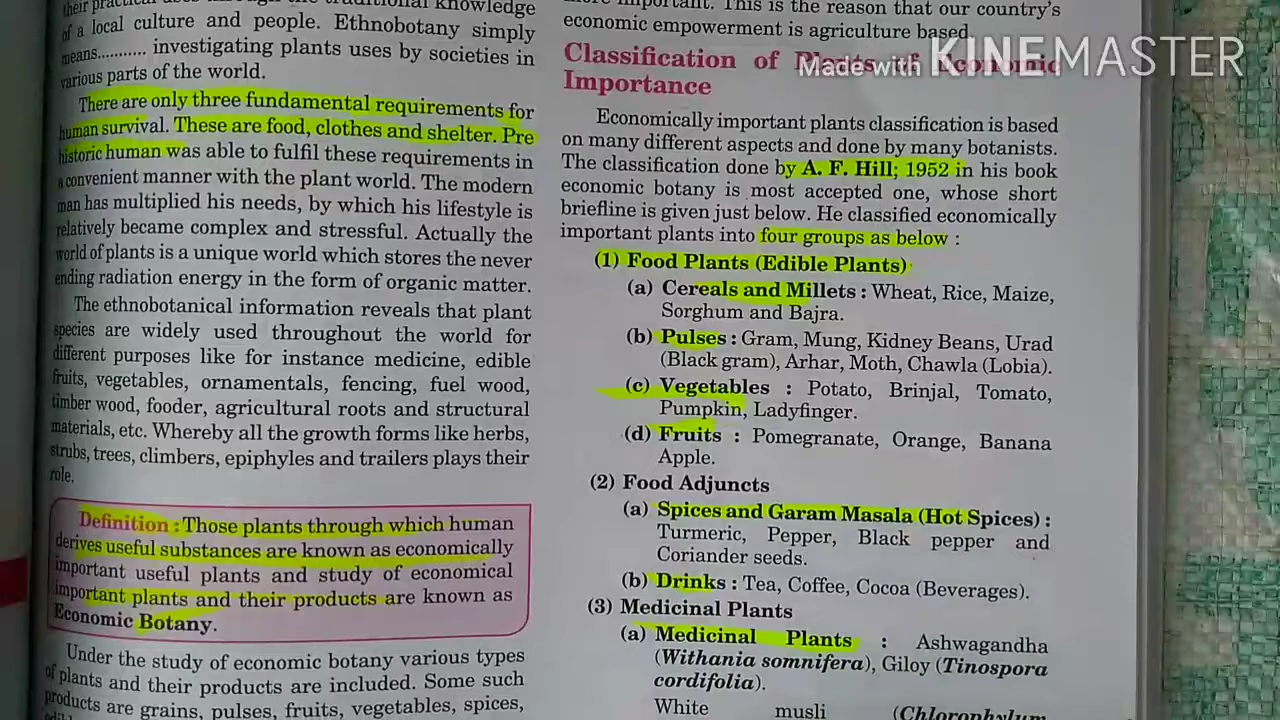 their practical uses through the traditional knowledge
of a local culture and people. Ethnobotany simply
means.......... investigating plants uses by societies in
various parts of the world.
There are only three fundamental requirements for
human survival. These are food, clothes and shelter. Pre
historic human was able to fulfil these requirements in
a convenient manner with the plant world. The modern
man has multiplied his needs, by which his lifestyle is
relatively became complex and stressful. Actually the
world of plants is a unique world which stores the never
ending radiation energy in the form of organic matter.
The ethnobotanical information reveals that plant
species are widely used throughout the world for
different purposes like for instance medicine, edible
fruits, vegetables, ornamentals, fencing, fuel wood,
timber wood, fooder, agricultural roots and structural
materials, etc. Whereby all the growth forms like herbs,
strubs, trees, climbers, epiphyles and trailers plays their
role.
Definition : Those plants through which human
derives useful substances are known as economically
important useful plants and study of economical
important plants and their products are known as
Economic Botany.
Under the study of economic botany various types
of plants and their products are included. Some such
products are grains, pulses, fruits, vegetables, spices,
more important. This is the reason that our country's
economic empowerment is agriculture based.
Classification of Plants of Economic
Importance
Made with KINEMASTER
Economically important plants classification is based
on many different aspects and done by many botanists.
The classification done by A. F. Hill; 1952 in his book
economic botany is most accepted one, whose short
briefline is given just below. He classified economically
important plants into four groups as below :
(1) Food Plants (Edible Plants)
(a) Cereals and Millets : Wheat, Rice, Maize,
Sorghum and Bajra.
(b) Pulses : Gram, Mung, Kidney Beans, Urad
(Black gram), Arhar, Moth, Chawla (Lobia).
(c) Vegetables : Potato, Brinjal, Tomato,
Pumpkin, Ladyfinger.
(d) Fruits : Pomegranate, Orange, Banana
Apple.
(2) Food Adjuncts
(a) Spices and Garam Masala (Hot Spices) :
Turmeric, Pepper, Black pepper and
Coriander seeds.
(b) Drinks : Tea, Coffee, Cocoa (Beverages).
(3) Medicinal Plants
(a) Medicinal Plants : Ashwagandha
(Withania somnifera), Giloy (Tinospora
cordifolia).
White musli (Chlorophylum